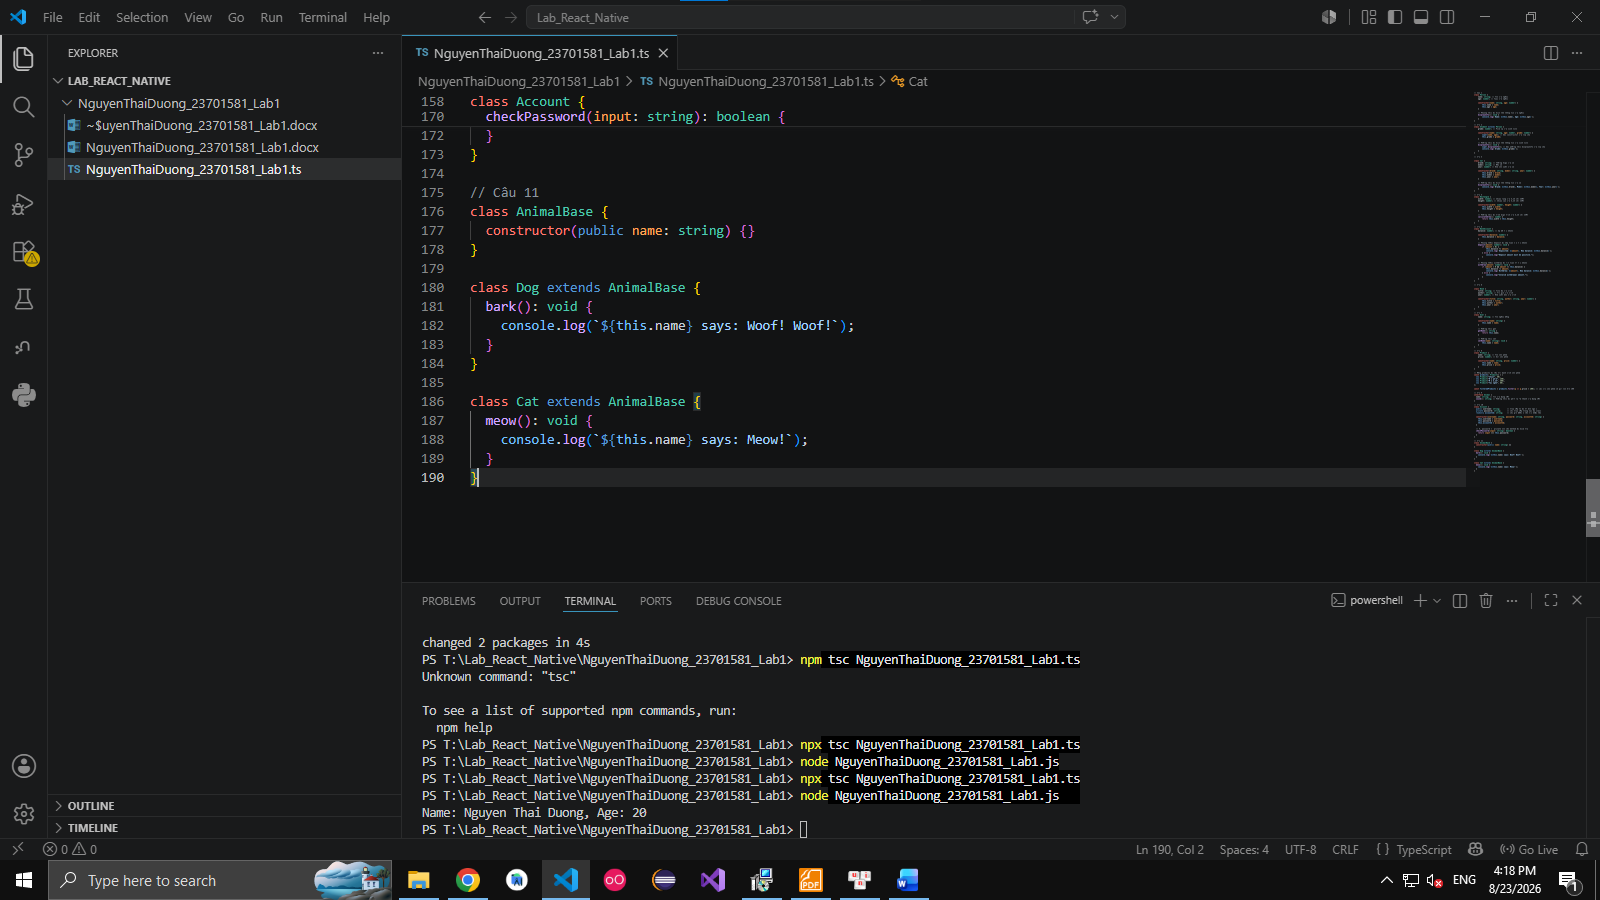 File Edit Selection View Go Run Terminal Help
Lab_React_Native
EXPLORER
LAB_REACT_NATIVE
NguyenThaiDuong_23701581_Lab1
~$uyenThaiDuong_23701581_Lab1.docx
NguyenThaiDuong_23701581_Lab1.docx
TS NguyenThaiDuong_23701581_Lab1.ts
OUTLINE
TIMELINE
TS NguyenThaiDuong_23701581_Lab1.ts
NguyenThaiDuong_23701581_Lab1 > TS NguyenThaiDuong_23701581_Lab1.ts > Cat
158 class Account {
170 checkPassword(input: string): boolean {
172 }
173 }
174
175 // Câu 11
176 class AnimalBase {
177 constructor(public name: string) {}
178 }
179
180 class Dog extends AnimalBase {
181 bark(): void {
182 console.log(`${this.name} says: Woof! Woof!`);
183 }
184 }
185
186 class Cat extends AnimalBase {
187 meow(): void {
188 console.log(`${this.name} says: Meow!`);
189 }
190 }
PROBLEMS OUTPUT TERMINAL PORTS DEBUG CONSOLE
powershell
changed 2 packages in 4s
PS T:\Lab_React_Native\NguyenThaiDuong_23701581_Lab1> npm tsc NguyenThaiDuong_23701581_Lab1.ts
Unknown command: "tsc"
To see a list of supported npm commands, run:
npm help
PS T:\Lab_React_Native\NguyenThaiDuong_23701581_Lab1> npx tsc NguyenThaiDuong_23701581_Lab1.ts
PS T:\Lab_React_Native\NguyenThaiDuong_23701581_Lab1> node NguyenThaiDuong_23701581_Lab1.js
PS T:\Lab_React_Native\NguyenThaiDuong_23701581_Lab1> npx tsc NguyenThaiDuong_23701581_Lab1.ts
PS T:\Lab_React_Native\NguyenThaiDuong_23701581_Lab1> node NguyenThaiDuong_23701581_Lab1.js
Name: Nguyen Thai Duong, Age: 20
PS T:\Lab_React_Native\NguyenThaiDuong_23701581_Lab1>
0 0
Ln 190, Col 2 Spaces: 4 UTF-8 CRLF {} TypeScript Go Live
Type here to search
ENG
4:18 PM
8/23/2026
1